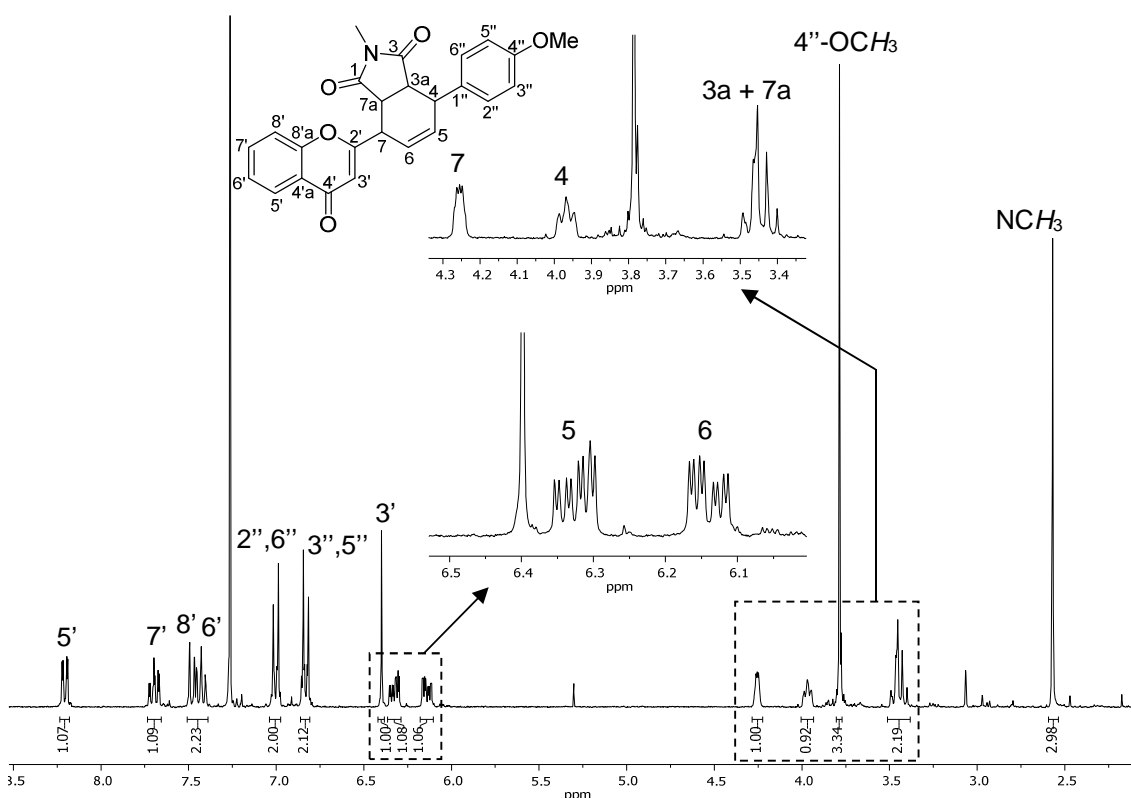 O
3
N
1
O
3a
7a
4
5
6
7
6''
5''
4''
OMe
1''
3''
2''
8'
7'
8'a
O
2'
6'
4'a
4'
3'
5'
O
4''-OCH3
3a + 7a
7
4
NCH3
4.3 4.2 4.1 4.0 3.9 3.8 3.7 3.6 3.5 3.4
ppm
5
6
6.5 6.4 6.3 6.2 6.1
ppm
5'
7'
8'
6'
2'',6''
3'',5''
3'
1.07
1.09
2.23
2.00
2.12
1.00
1.08
1.06
1.00
0.92
3.34
2.19
2.98
3.5 8.0 7.5 7.0 6.5 6.0 5.5 5.0 4.5 4.0 3.5 3.0 2.5
ppm